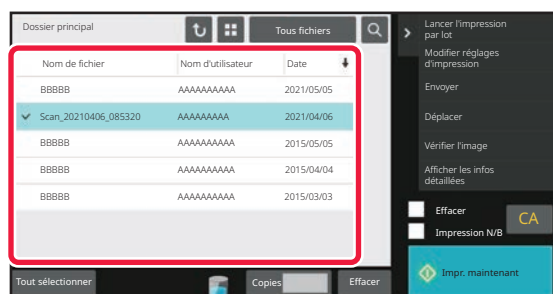 Dossier principal
Tous fichiers
Nom de fichier Nom d'utilisateur Date
BBBBB AAAAAAAAAA 2021/05/05
Scan_20210406_085320 AAAAAAAAA 2021/04/06
BBBBB AAAAAAAAAA 2015/05/05
BBBBB AAAAAAAAAA 2015/04/04
BBBBB AAAAAAAAAA 2015/03/03
Tout sélectionner
Copies
Effacer
Lancer l'impression
par lot
Modifier réglages
d'impression
Envoyer
Déplacer
Vérifier l'image
Afficher les infos
détaillées
Effacer
Impression N/B
CA
Impr. maintenant